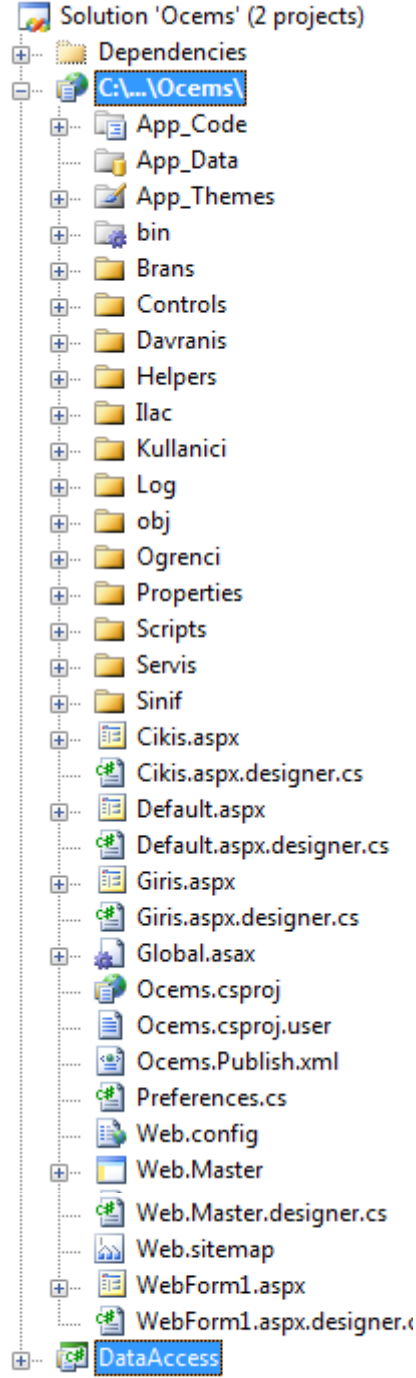 Solution 'Ocems' (2 projects)
Dependencies
C:\...\Ocems\
App_Code
App_Data
App_Themes
bin
Brans
Controls
Davranis
Helpers
Ilac
Kullanici
Log
obj
Ogrenci
Properties
Scripts
Servis
Sinif
Cikis.aspx
Cikis.aspx.designer.cs
Default.aspx
Default.aspx.designer.cs
Giris.aspx
Giris.aspx.designer.cs
Global.asax
Ocems.csproj
Ocems.csproj.user
Ocems.Publish.xml
Preferences.cs
Web.config
Web.Master
Web.Master.designer.cs
Web.sitemap
WebForm1.aspx
WebForm1.aspx.designer.c
DataAccess